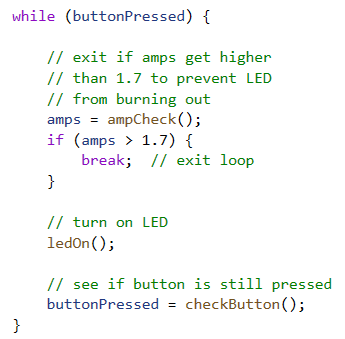 while (buttonPressed) {
    // exit if amps get higher
    // than 1.7 to prevent LED
    // from burning out
    amps = ampCheck();
    if (amps > 1.7) {
        break;  // exit loop
    }
    // turn on LED
    ledOn();
    // see if button is still pressed
    buttonPressed = checkButton();
}